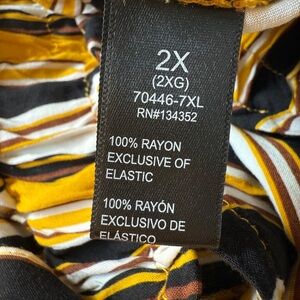 2X
(2XG)
70446-7XL
RN#134352
100% RAYON
EXCLUSIVE OF
ELASTIC
100% RAYÓN
EXCLUSIVO DE
ELÁSTICO